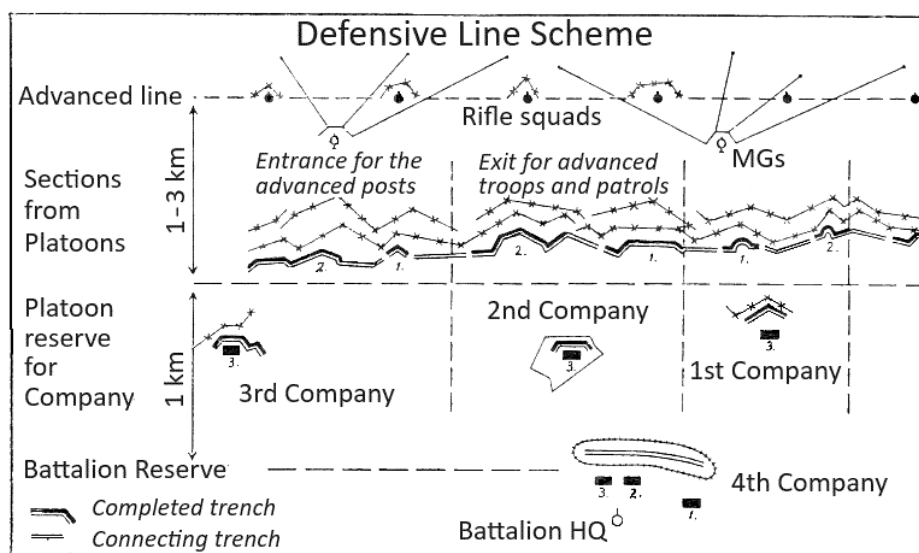 Defensive Line Scheme
Advanced line
Rifle squads
MGs
1-3 km
Entrance for the
advanced posts
Exit for advanced
troops and patrols
Sections
from
Platoons
2. 1. 2. 1. 1. 2.
Platoon
reserve
for
Company
1 km
3.
3rd Company
2nd Company
3.
3.
1st Company
Battalion Reserve
3. 2. 1.
4th Company
Battalion HQ
Completed trench
Connecting trench